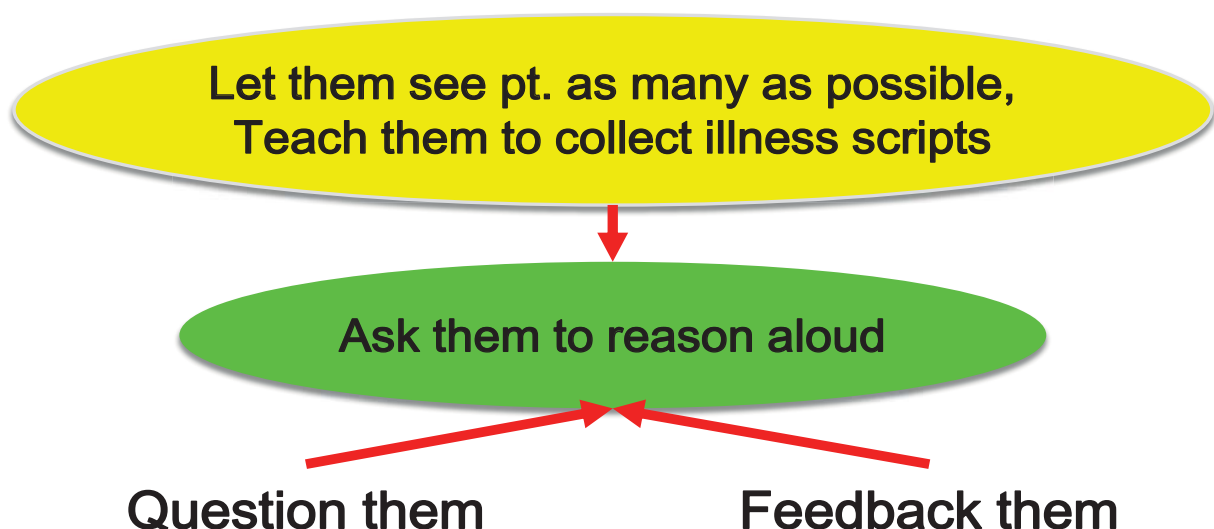 Let them see pt. as many as possible,
Teach them to collect illness scripts
Ask them to reason aloud
Question them
Feedback them